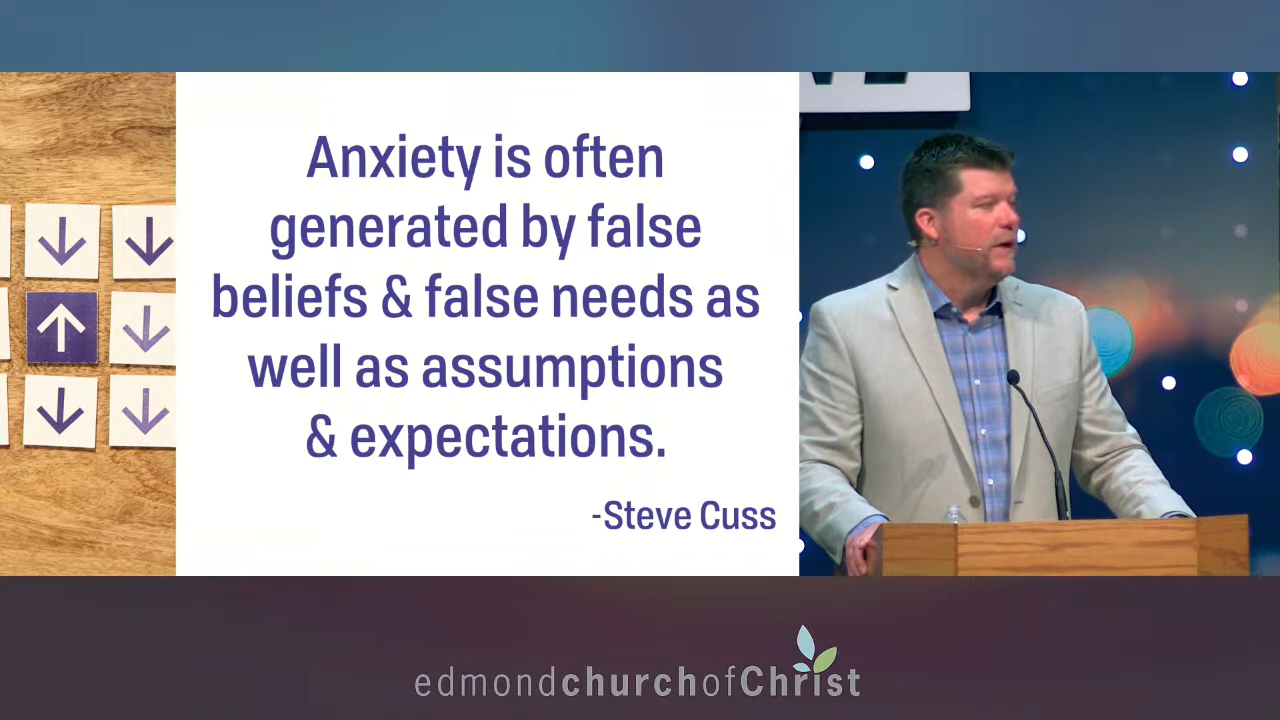 Anxiety is often
generated by false
beliefs & false needs as
well as assumptions
& expectations.
-Steve Cuss
edmondchurchofChrist